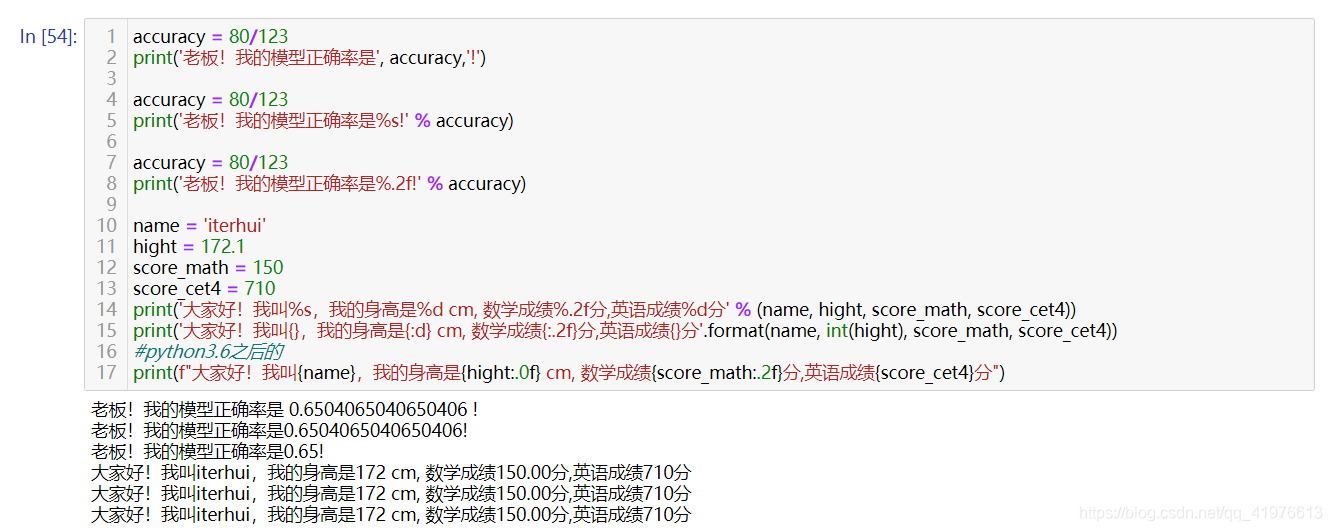 In [54]:
1 accuracy = 80/123
2 print('老板！我的模型正确率是', accuracy,'!')
3
4 accuracy = 80/123
5 print('老板！我的模型正确率是%s!' % accuracy)
6
7 accuracy = 80/123
8 print('老板！我的模型正确率是%.2f!' % accuracy)
9
10 name = 'iterhui'
11 hight = 172.1
12 score_math = 150
13 score_cet4 = 710
14 print('大家好！我叫%s，我的身高是%d cm, 数学成绩%.2f分,英语成绩%d分' % (name, hight, score_math, score_cet4))
15 print('大家好！我叫{}，我的身高是{:d} cm, 数学成绩{:.2f}分,英语成绩{}分'.format(name, int(hight), score_math, score_cet4))
16 #python3.6之后的
17 print(f"大家好！我叫{name}，我的身高是{hight:.0f} cm, 数学成绩{score_math:.2f}分,英语成绩{score_cet4}分")
老板！我的模型正确率是 0.6504065040650406 !
老板！我的模型正确率是0.6504065040650406!
老板！我的模型正确率是0.65!
大家好！我叫iterhui，我的身高是172 cm, 数学成绩150.00分,英语成绩710分
大家好！我叫iterhui，我的身高是172 cm, 数学成绩150.00分,英语成绩710分
大家好！我叫iterhui，我的身高是172 cm, 数学成绩150.00分,英语成绩710分
https://blog.csdn.net/qq_41976613